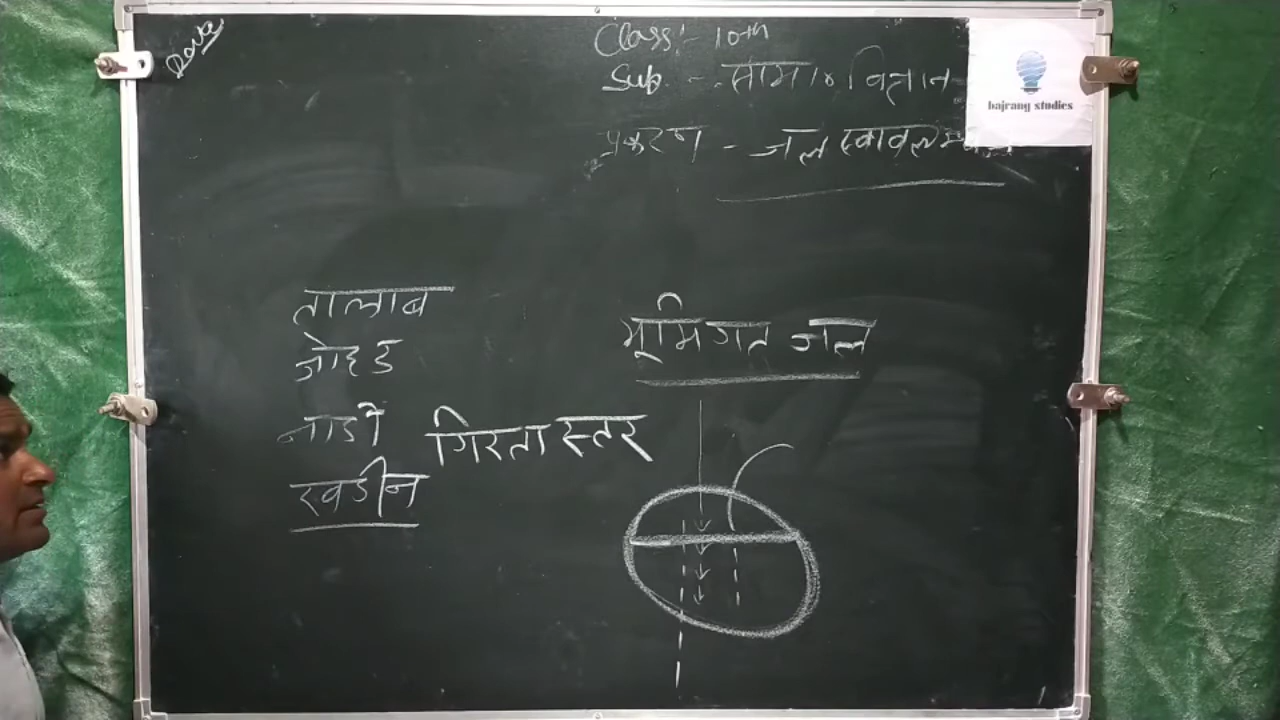 Class:- 10th
Sub - सामा० विज्ञान
प्रकरण - जल स्वावलम्बन
bajrang studies
तालाब
जोहड
नाडी
खडीन
गिरता स्तर
भूमिगत जल